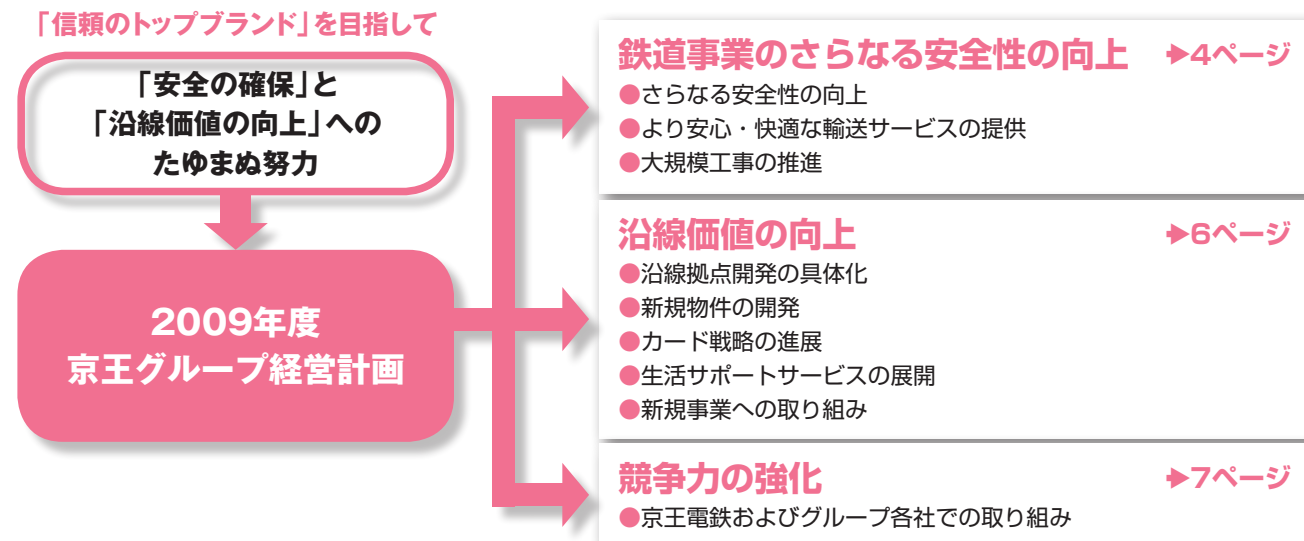 「信頼のトップブランド」を目指して
「安全の確保」と
「沿線価値の向上」への
たゆまぬ努力
2009年度
京王グループ経営計画
鉄道事業のさらなる安全性の向上 ➧4ページ
●さらなる安全性の向上
●より安心・快適な輸送サービスの提供
●大規模工事の推進
沿線価値の向上 ➧6ページ
●沿線拠点開発の具体化
●新規物件の開発
●カード戦略の進展
●生活サポートサービスの展開
●新規事業への取り組み
競争力の強化 ➧7ページ
●京王電鉄およびグループ各社での取り組み